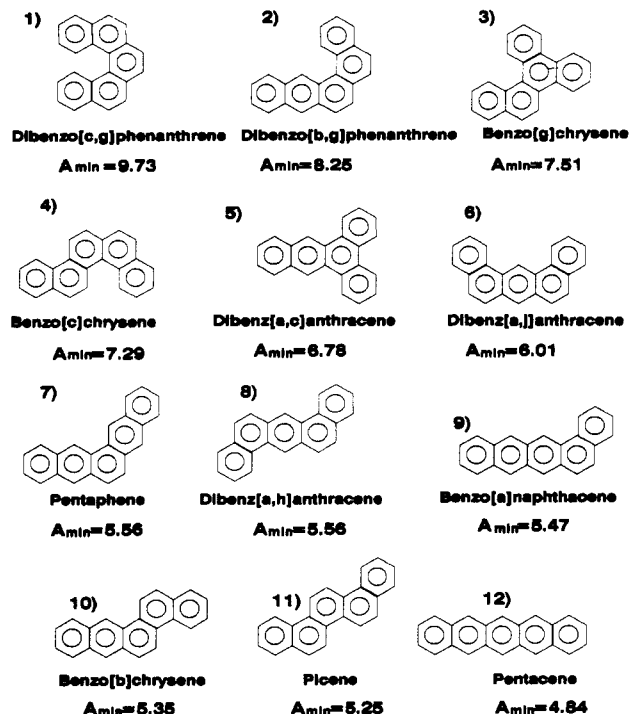 1) 2) 3)
Dibenzo[c,g]phenanthrene Dibenzo[b,g]phenanthrene Benzo[g]chrysene
Amin=9.73 Amin=8.25 Amin=7.51
4) 5) 6)
Benzo[c]chrysene Dibenz[a,c]anthracene Dibenz[a,j]anthracene
Amin=7.29 Amin=6.78 Amin=6.01
7) 8) 9)
Pentaphene Dibenz[a,h]anthracene Benzo[a]naphthacene
Amin=5.56 Amin=5.56 Amin=5.47
10) 11) 12)
Benzo[b]chrysene Picene Pentacene
Amin=5.35 Amin=5.25 Amin=4.84